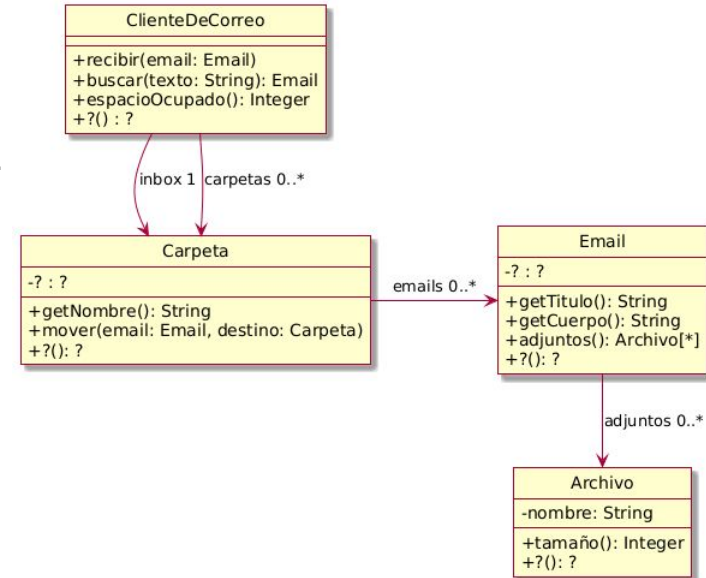 ClienteDeCorreo
+recibir(email: Email)
+buscar(texto: String): Email
+espacioOcupado(): Integer
+?() : ?
inbox 1
carpetas 0..*
Carpeta
-? : ?
+getNombre(): String
+mover(email: Email, destino: Carpeta)
+?(): ?
emails 0..*
Email
-? : ?
+getTitulo(): String
+getCuerpo(): String
+adjuntos(): Archivo[*]
+?(): ?
adjuntos 0..*
Archivo
-nombre: String
+tamaño(): Integer
+?(): ?